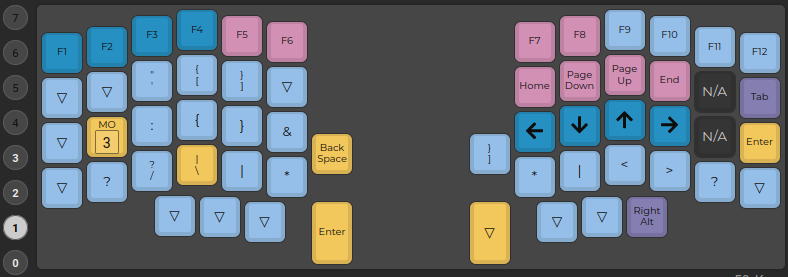 7
6
5
4
3
2
1
0
F1
F2
F3
F4
F5
F6
F7
F8
F9
F10
F11
F12
▽
▽
"
'
{
[
}
]
▽
Home
Page
Down
Page
Up
End
N/A
Tab
▽
MO
3
:
{
}
&
←
↓
↑
→
N/A
Enter
Back
Space
}
]
▽
?
?
/
|
\
|
*
*
|
<
>
?
▽
▽
▽
▽
Enter
▽
▽
▽
Right
Alt